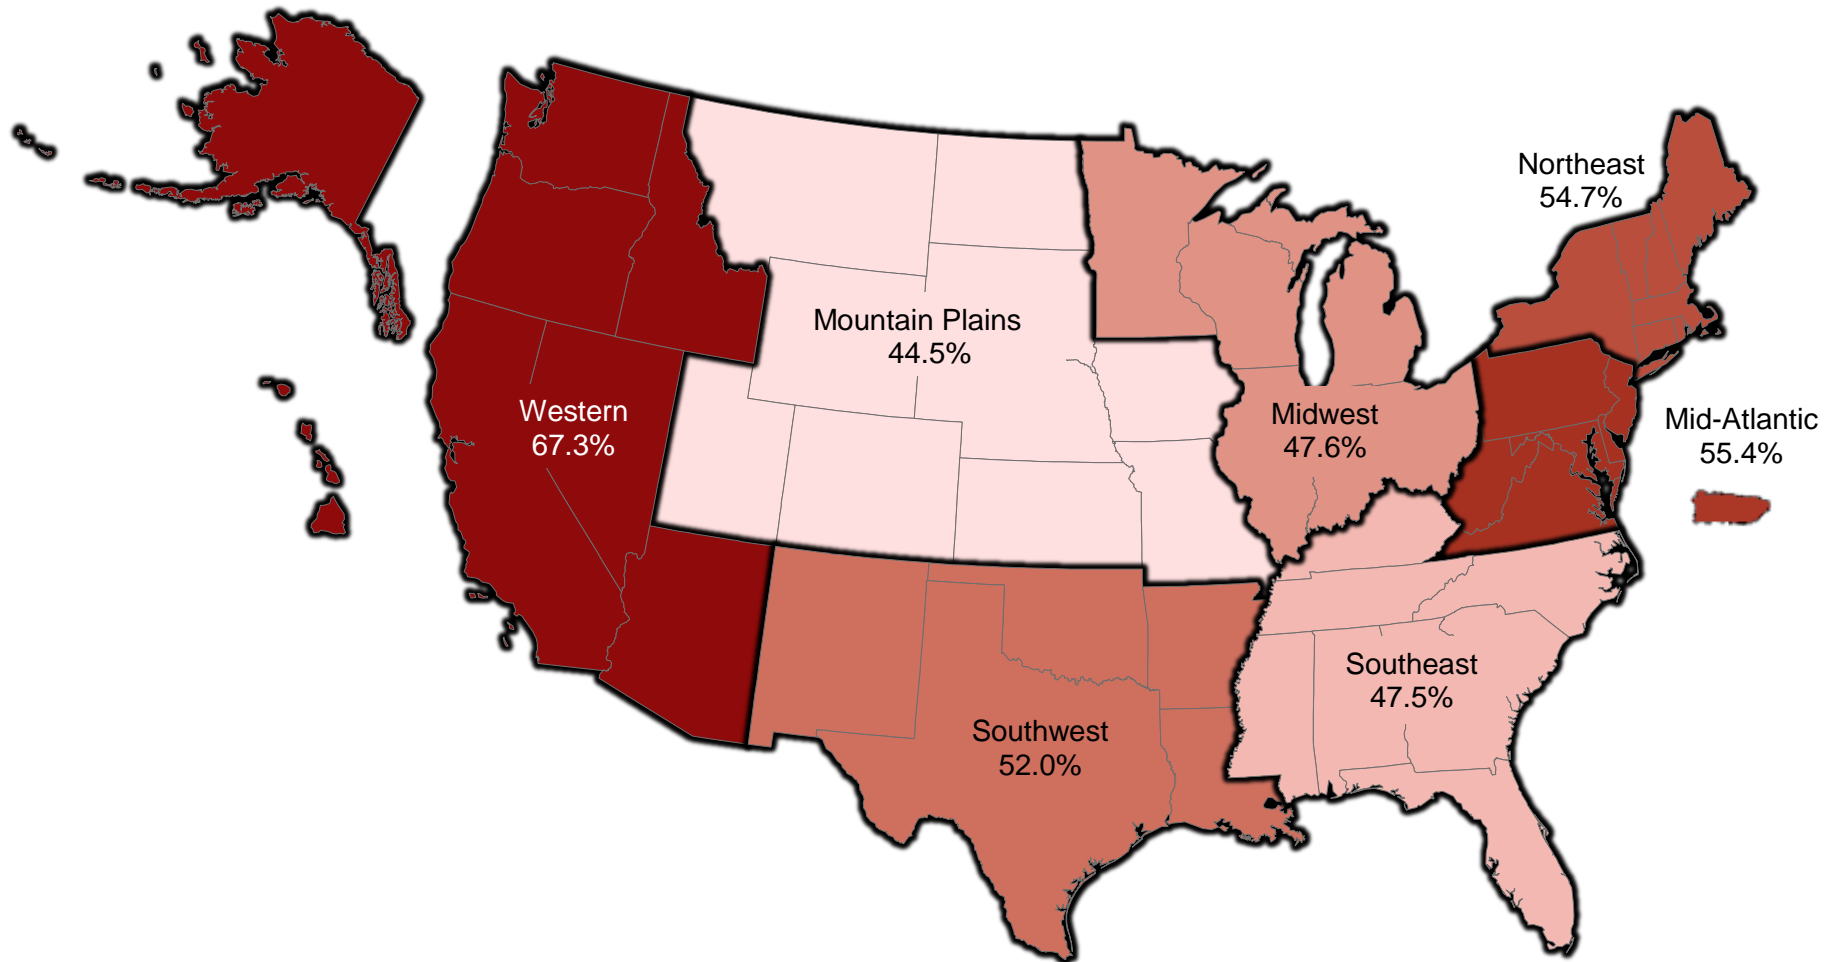 Northeast
54.7%
Mountain Plains
44.5%
Western
67.3%
Midwest
47.6%
Mid-Atlantic
55.4%
Southeast
47.5%
Southwest
52.0%